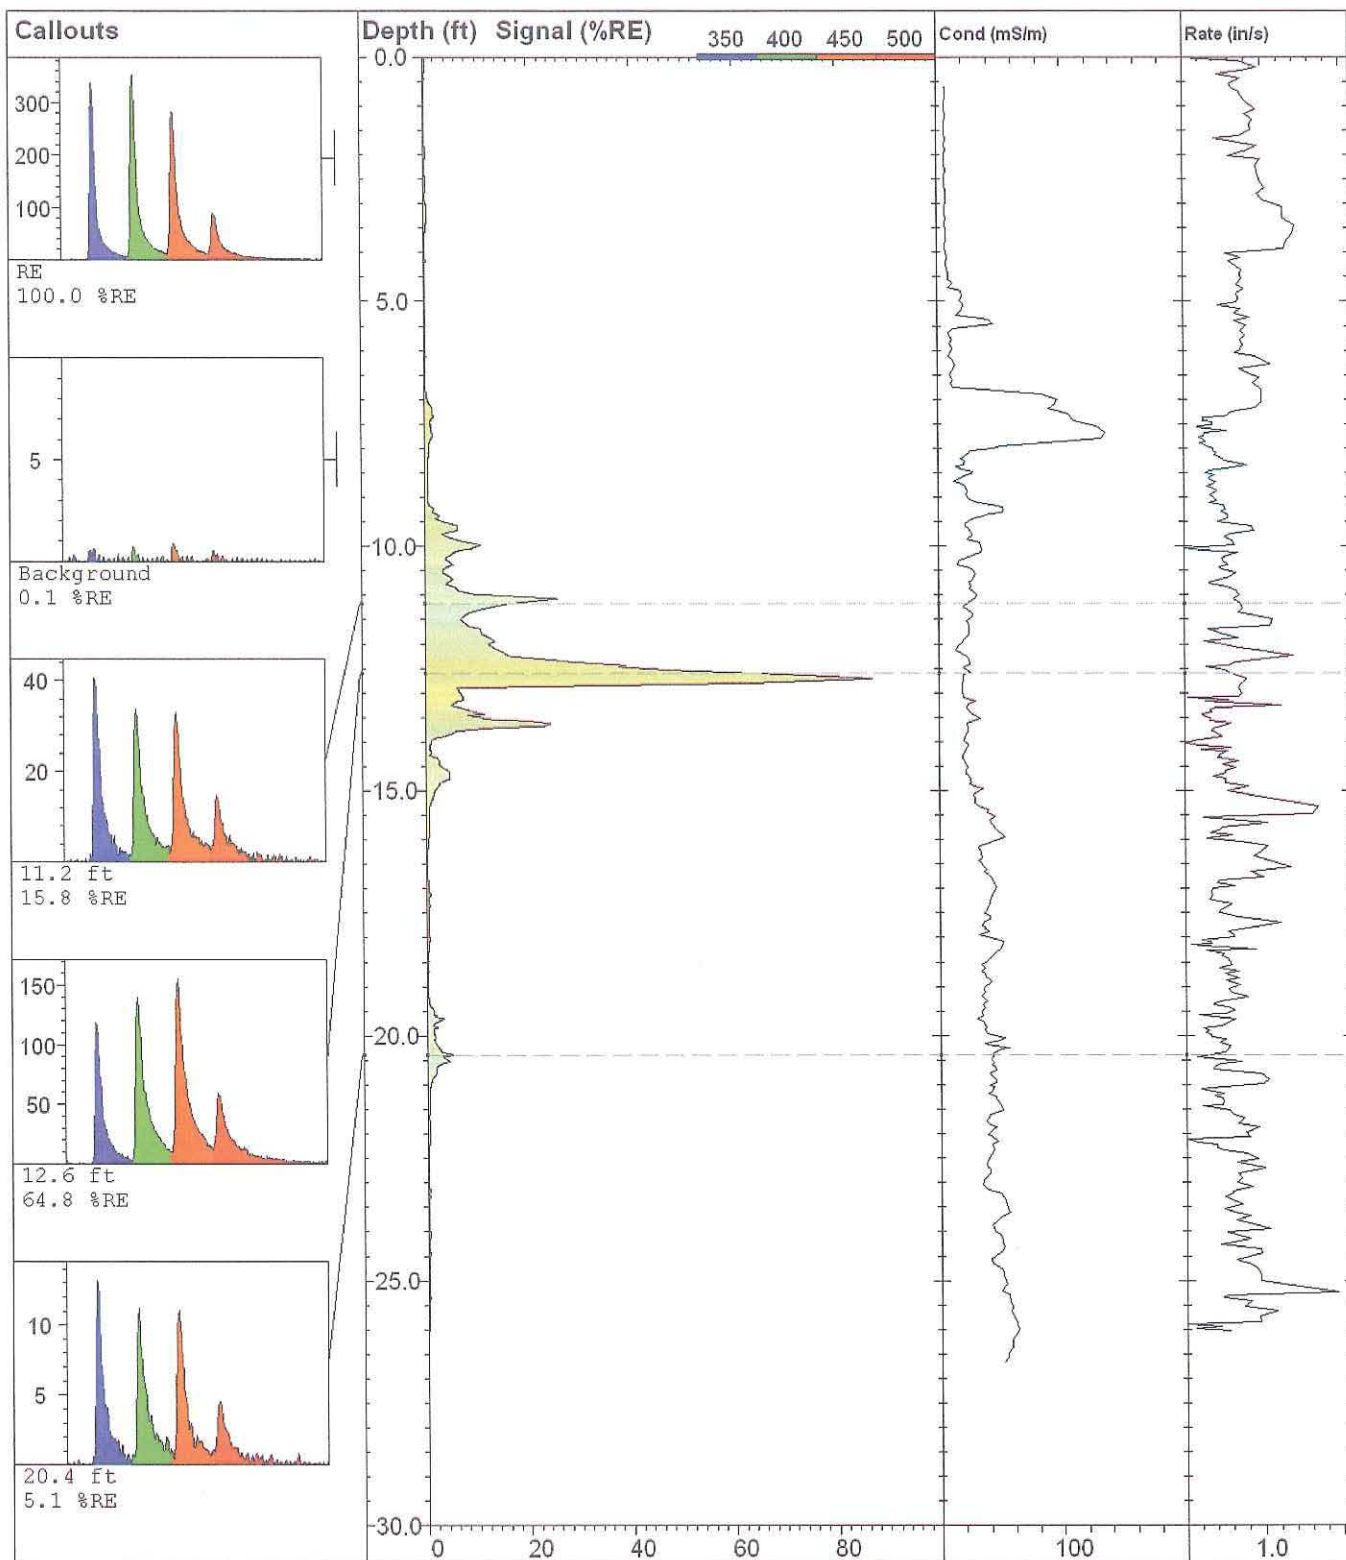 Callouts
Depth (ft) Signal (%RE)
350 400 450 500
Cond (mS/m)
Rate (in/s)
300
200
100
RE
100.0 %RE
5
Background
0.1 %RE
40
20
11.2 ft
15.8 %RE
150
100
50
12.6 ft
64.8 %RE
10
5
20.4 ft
5.1 %RE
0.0
5.0
10.0
15.0
20.0
25.0
30.0
0 20 40 60 80
100
1.0